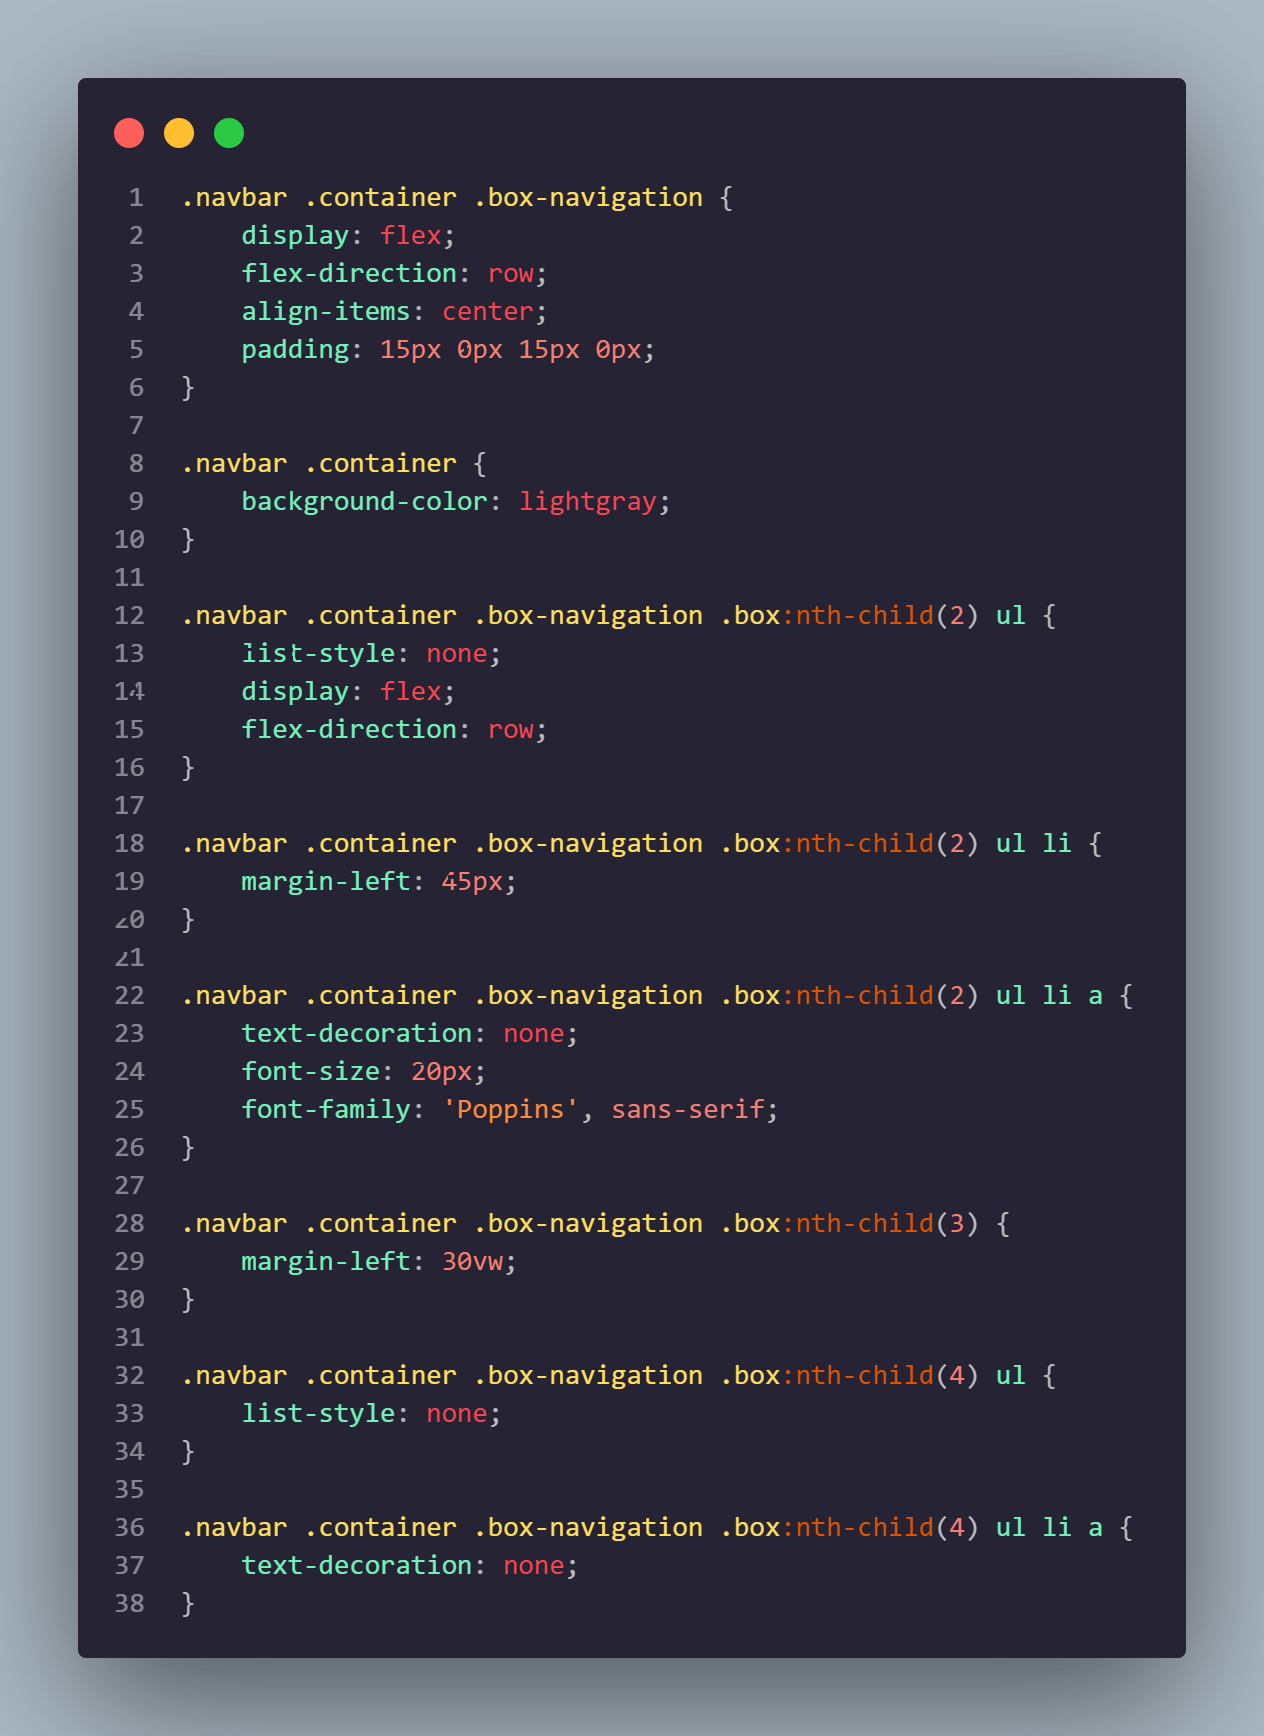 1 .navbar .container .box-navigation {
2 display: flex;
3 flex-direction: row;
4 align-items: center;
5 padding: 15px 0px 15px 0px;
6 }
7
8 .navbar .container {
9 background-color: lightgray;
10 }
11
12 .navbar .container .box-navigation .box:nth-child(2) ul {
13 list-style: none;
14 display: flex;
15 flex-direction: row;
16 }
17
18 .navbar .container .box-navigation .box:nth-child(2) ul li {
19 margin-left: 45px;
20 }
21
22 .navbar .container .box-navigation .box:nth-child(2) ul li a {
23 text-decoration: none;
24 font-size: 20px;
25 font-family: 'Poppins', sans-serif;
26 }
27
28 .navbar .container .box-navigation .box:nth-child(3) {
29 margin-left: 30vw;
30 }
31
32 .navbar .container .box-navigation .box:nth-child(4) ul {
33 list-style: none;
34 }
35
36 .navbar .container .box-navigation .box:nth-child(4) ul li a {
37 text-decoration: none;
38 }